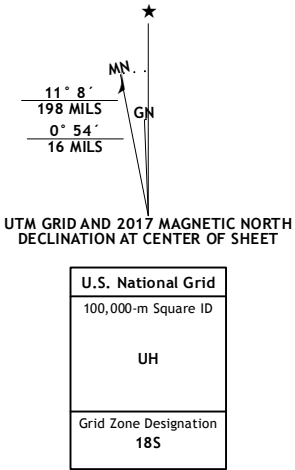 ★
MN
11° 8´
198 MILS
GN
0° 54´
16 MILS
UTM GRID AND 2017 MAGNETIC NORTH
DECLINATION AT CENTER OF SHEET
U.S. National Grid
100,000-m Square ID
UH
Grid Zone Designation
18S